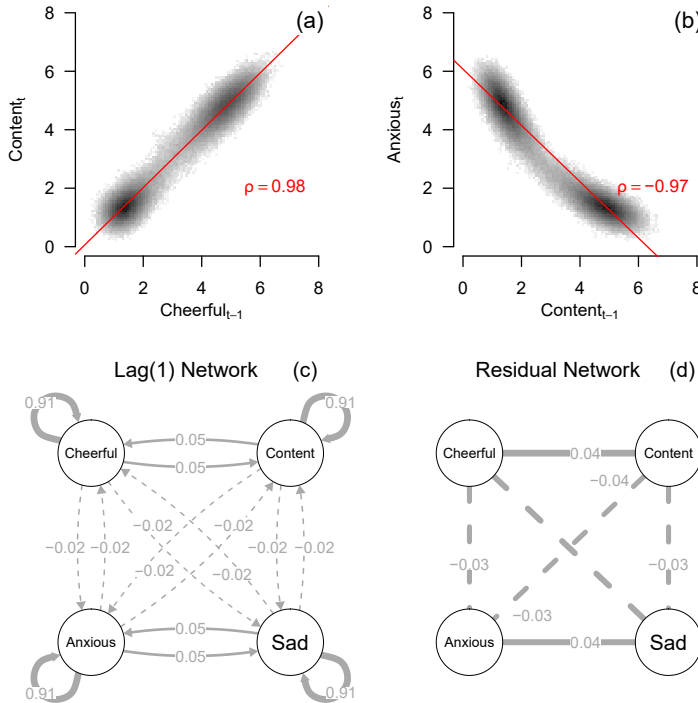 (a)
Content_t
8
6
4
2
0
ρ = 0.98
0 2 4 6 8
Cheerful_t−1
(b)
Anxious_t
8
6
4
2
0
ρ = −0.97
0 2 4 6 8
Content_t−1
Lag(1) Network (c)
0.91 0.91
Cheerful 0.05 Content
0.05
−0.02 −0.02
−0.02 −0.02 −0.02 −0.02
−0.02 −0.02
Anxious 0.05 Sad
0.05
0.91 0.91
Residual Network (d)
Cheerful 0.04 Content
−0.04
−0.03 −0.03
−0.03
Anxious 0.04 Sad